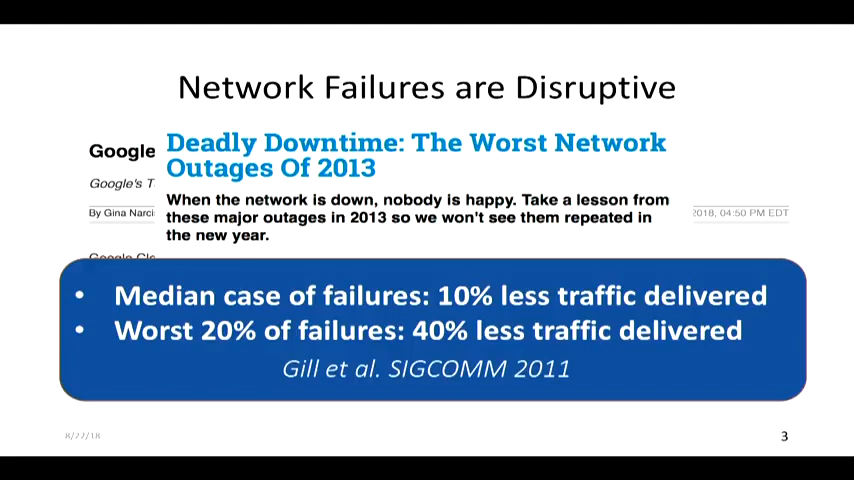 Network Failures are Disruptive
Google
Deadly Downtime: The Worst Network
Outages Of 2013
Google's T
When the network is down, nobody is happy. Take a lesson from
By Gina Narci
these major outages in 2013 so we won't see them repeated in
2018, 04:50 PM EDT
the new year.
• Median case of failures: 10% less traffic delivered
• Worst 20% of failures: 40% less traffic delivered
Gill et al. SIGCOMM 2011
8/22/18
3